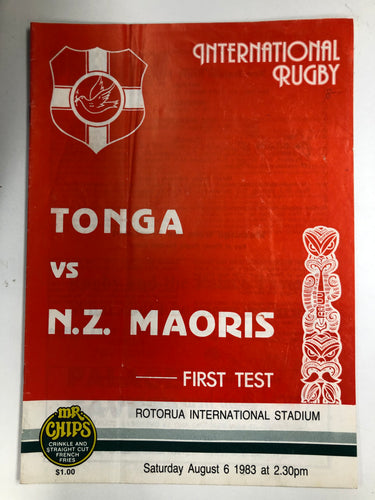 INTERNATIONAL
RUGBY
TONGA
VS
N.Z. MAORIS
FIRST TEST
ROTORUA INTERNATIONAL STADIUM
MR
CHIPS
CRINKLE AND
STRAIGHT CUT
FRENCH
FRIES
$1.00
Saturday August 6 1983 at 2.30pm